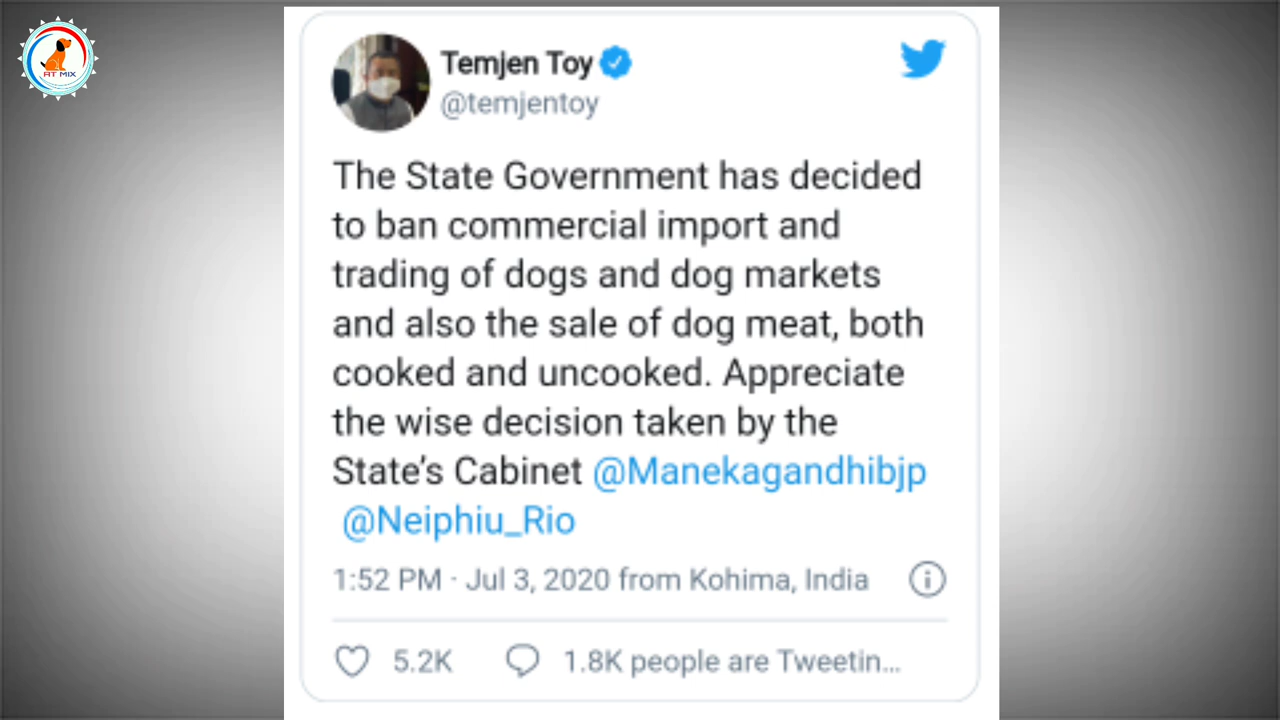 AT MIX
Temjen Toy
@temjentoy
The State Government has decided
to ban commercial import and
trading of dogs and dog markets
and also the sale of dog meat, both
cooked and uncooked. Appreciate
the wise decision taken by the
State’s Cabinet @Manekagandhibjp
@Neiphiu_Rio
1:52 PM · Jul 3, 2020 from Kohima, India
5.2K 1.8K people are Tweetin...